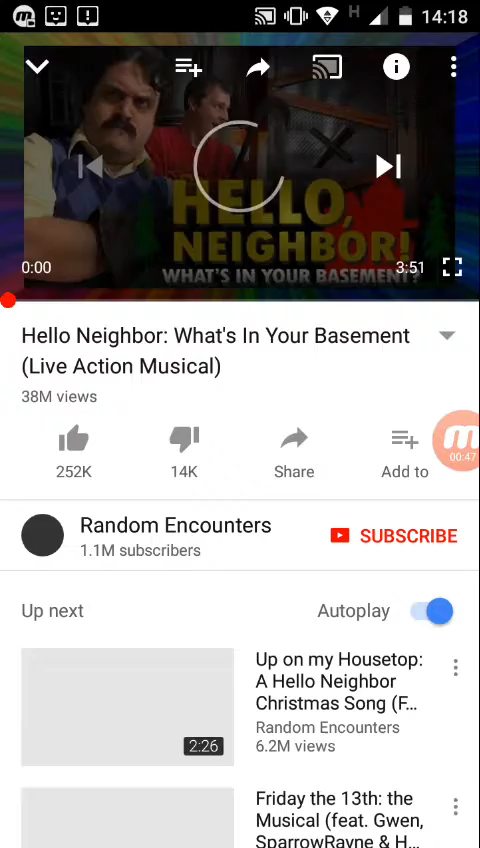 H 14:18
HELLO,
NEIGHBOR!
WHAT'S IN YOUR BASEMENT?
0:00 3:51
Hello Neighbor: What's In Your Basement
(Live Action Musical)
38M views
252K 14K Share Add to
00:47
Random Encounters
1.1M subscribers
SUBSCRIBE
Up next Autoplay
Up on my Housetop:
A Hello Neighbor
Christmas Song (F...
Random Encounters
6.2M views
2:26
Friday the 13th: the
Musical (feat. Gwen,
SparrowRayne & H...